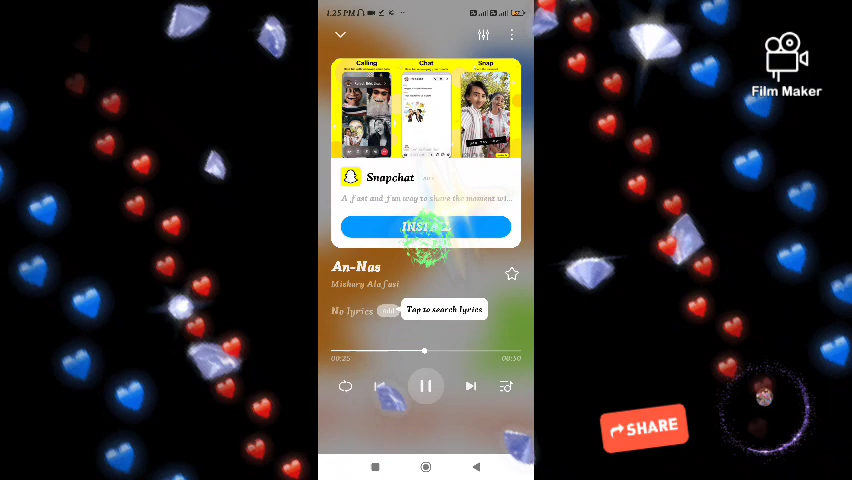 1.25 PM
Film Maker
Calling
Chat
Snap
Snapchat
A fast and fun way to share the moment wi...
INSTALL
An-Nas
Mishary Alafasi
No lyrics
Add
Tap to search lyrics
00:25
00:50
SHARE